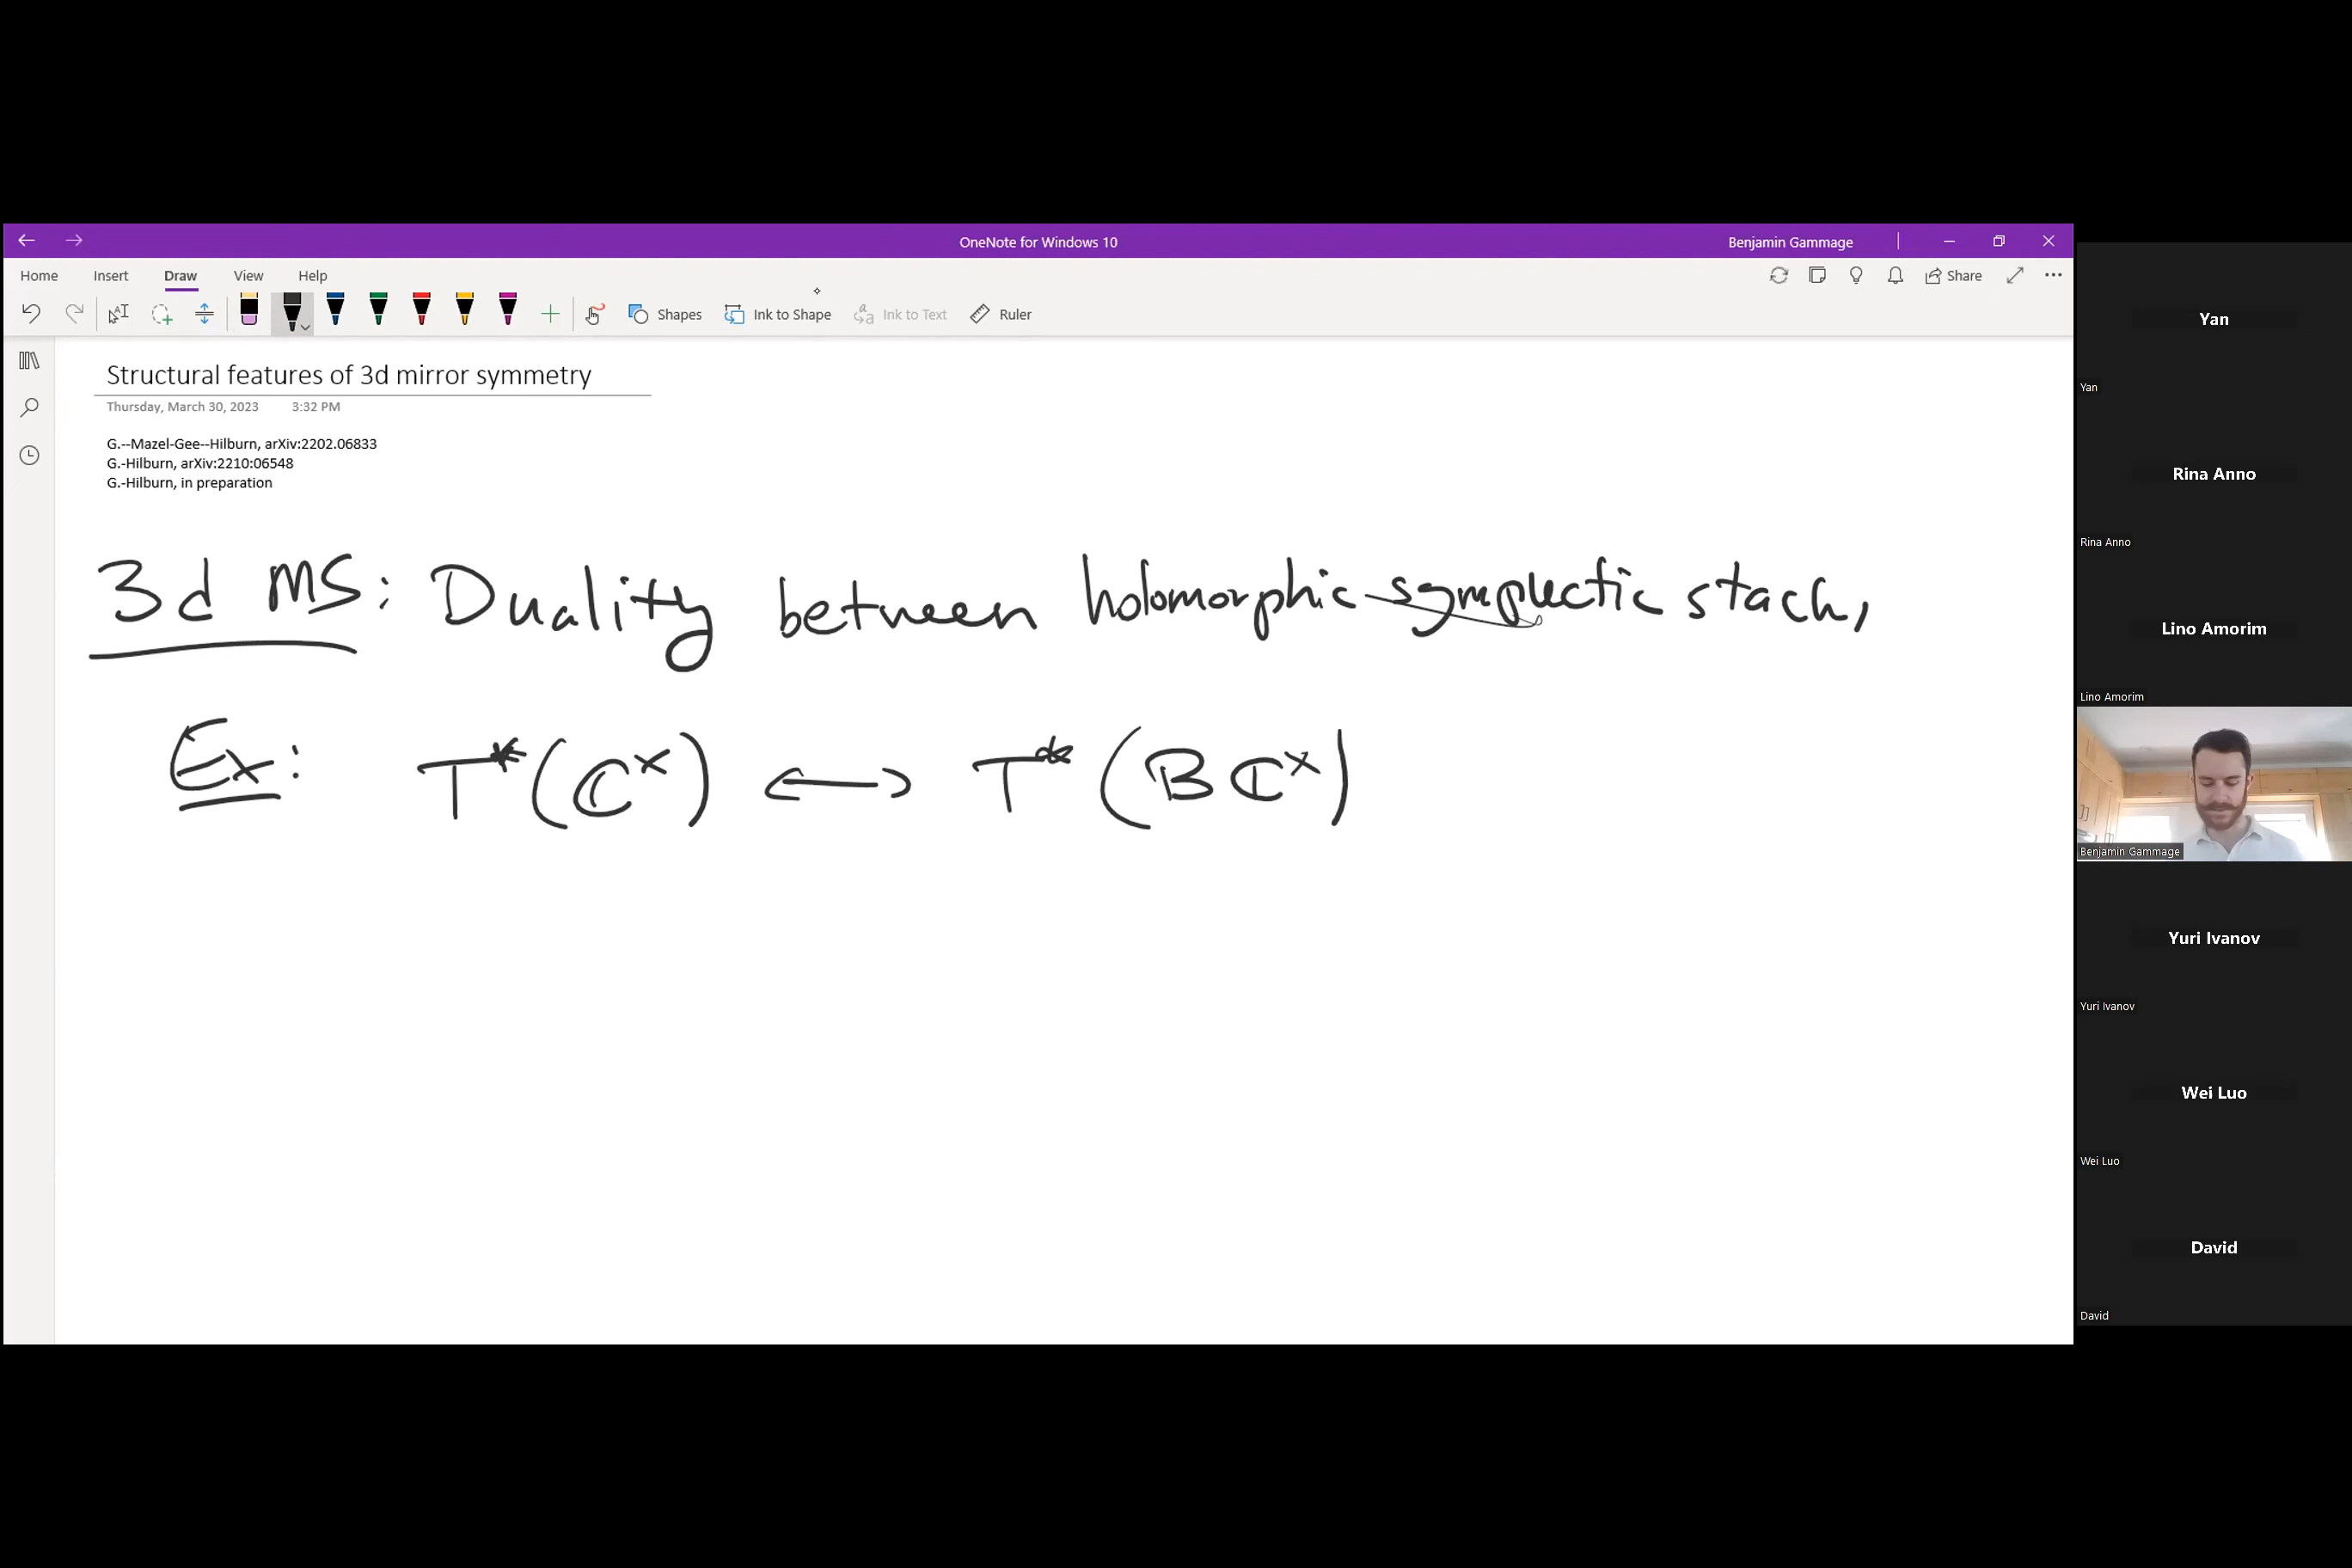 OneNote for Windows 10
Benjamin Gammage
Home Insert Draw View Help
Share
Shapes Ink to Shape Ink to Text Ruler
Structural features of 3d mirror symmetry
Thursday, March 30, 2023 3:32 PM
G.--Mazel-Gee--Hilburn, arXiv:2202.06833
G.-Hilburn, arXiv:2210:06548
G.-Hilburn, in preparation
3d MS: Duality between holomorphic symplectic stack,
Ex: T*(ℂ^×) ⟷ T*(Bℂ^×)
Yan
Yan
Rina Anno
Rina Anno
Lino Amorim
Lino Amorim
Benjamin Gammage
Yuri Ivanov
Yuri Ivanov
Wei Luo
Wei Luo
David
David